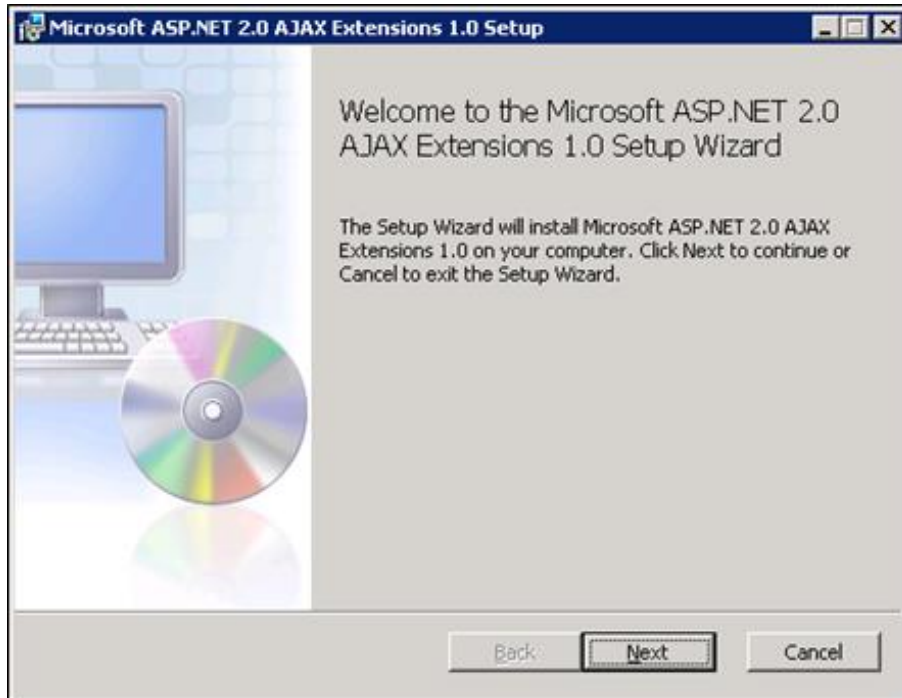 Microsoft ASP.NET 2.0 AJAX Extensions 1.0 Setup
Welcome to the Microsoft ASP.NET 2.0
AJAX Extensions 1.0 Setup Wizard
The Setup Wizard will install Microsoft ASP.NET 2.0 AJAX
Extensions 1.0 on your computer. Click Next to continue or
Cancel to exit the Setup Wizard.
Back Next Cancel